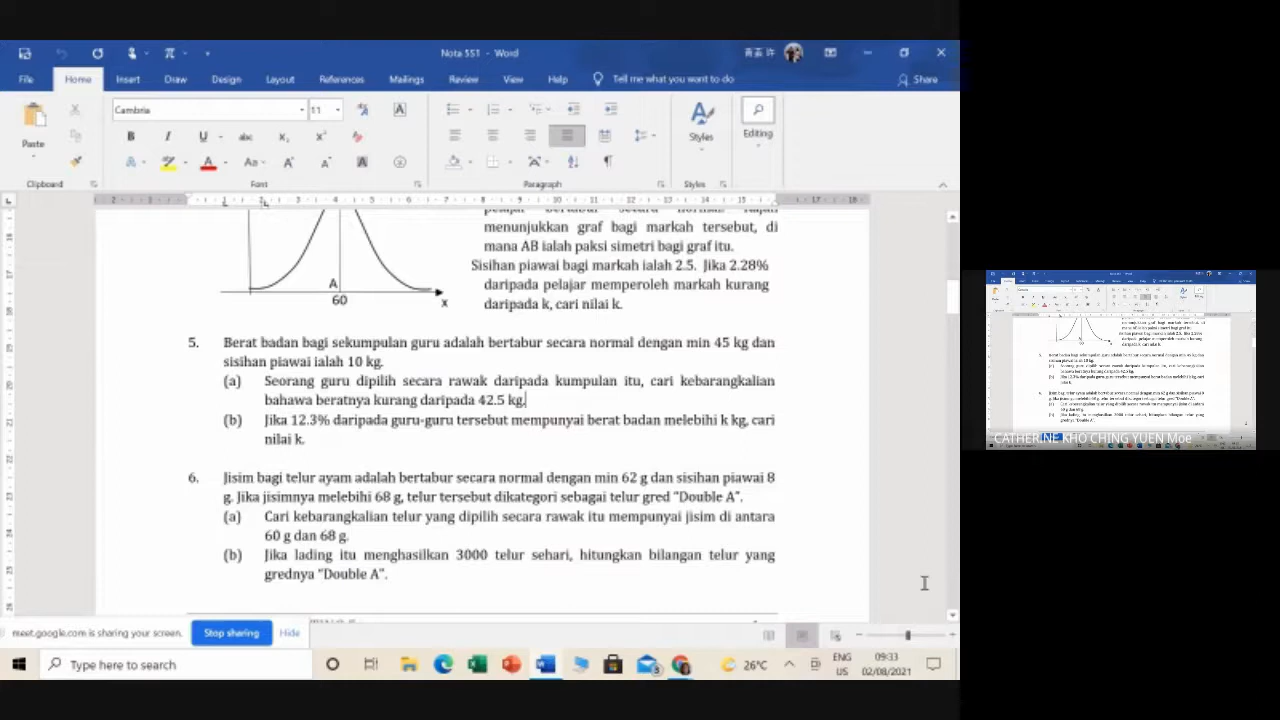 Nota 5S1 - Word
File Home Insert Draw Design Layout References Mailings Review View Help Tell me what you want to do Share
Cambria 11
Paste Styles Editing
Clipboard Font Paragraph Styles
menunjukkan graf bagi markah tersebut, di
mana AB ialah paksi simetri bagi graf itu.
Sisihan piawai bagi markah ialah 2.5. Jika 2.28%
daripada pelajar memperoleh markah kurang
daripada k, cari nilai k.
A
60
x
5. Berat badan bagi sekumpulan guru adalah bertabur secara normal dengan min 45 kg dan
sisihan piawai ialah 10 kg.
(a) Seorang guru dipilih secara rawak daripada kumpulan itu, cari kebarangkalian
bahawa beratnya kurang daripada 42.5 kg.
(b) Jika 12.3% daripada guru-guru tersebut mempunyai berat badan melebihi k kg, cari
nilai k.
6. Jisim bagi telur ayam adalah bertabur secara normal dengan min 62 g dan sisihan piawai 8
g. Jika jisimnya melebihi 68 g, telur tersebut dikategori sebagai telur gred "Double A".
(a) Cari kebarangkalian telur yang dipilih secara rawak itu mempunyai jisim di antara
60 g dan 68 g.
(b) Jika lading itu menghasilkan 3000 telur sehari, hitungkan bilangan telur yang
grednya "Double A".
meet.google.com is sharing your screen. Stop sharing Hide
Type here to search
26°C
ENG
US
09:33
02/08/2021
CATHERINE KHO CHING YUEN Moe